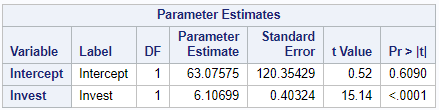 Parameter Estimates
Variable Label DF Parameter Estimate Standard Error t Value Pr > |t|
Intercept Intercept 1 63.07575 120.35429 0.52 0.6090
Invest Invest 1 6.10699 0.40324 15.14 <.0001